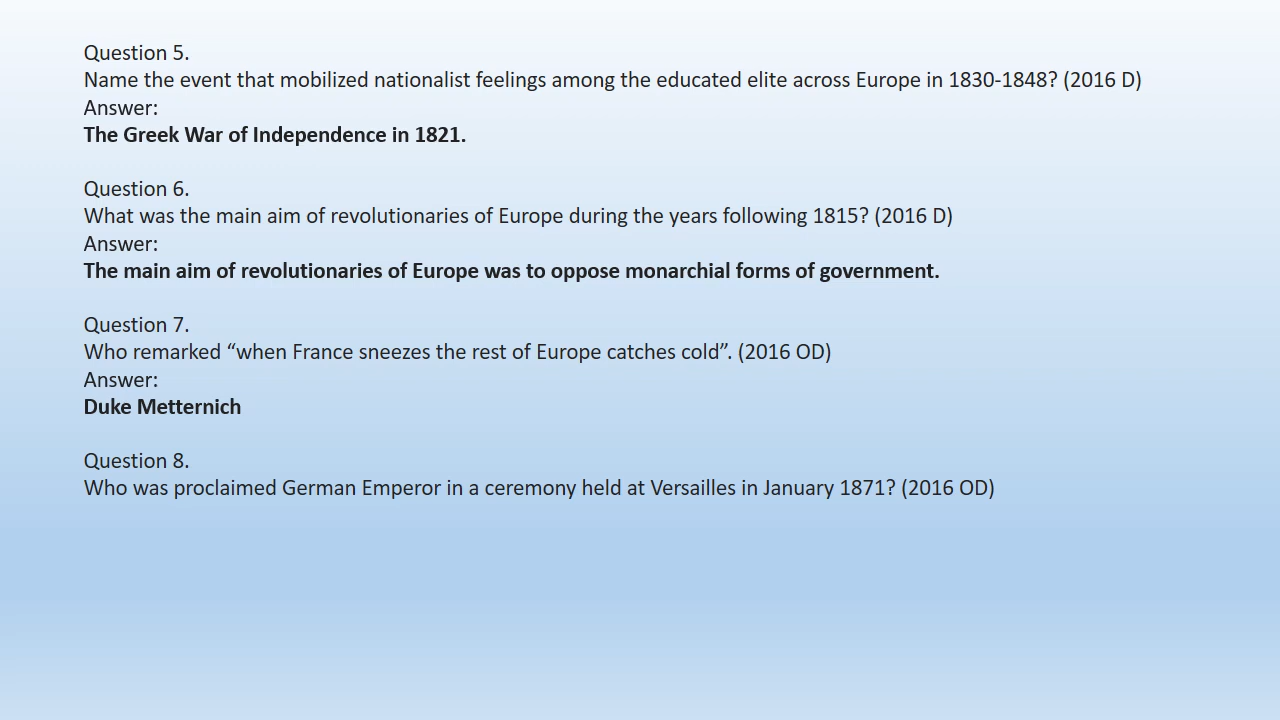 Question 5.
Name the event that mobilized nationalist feelings among the educated elite across Europe in 1830-1848? (2016 D)
Answer:
The Greek War of Independence in 1821.
Question 6.
What was the main aim of revolutionaries of Europe during the years following 1815? (2016 D)
Answer:
The main aim of revolutionaries of Europe was to oppose monarchial forms of government.
Question 7.
Who remarked “when France sneezes the rest of Europe catches cold”. (2016 OD)
Answer:
Duke Metternich
Question 8.
Who was proclaimed German Emperor in a ceremony held at Versailles in January 1871? (2016 OD)